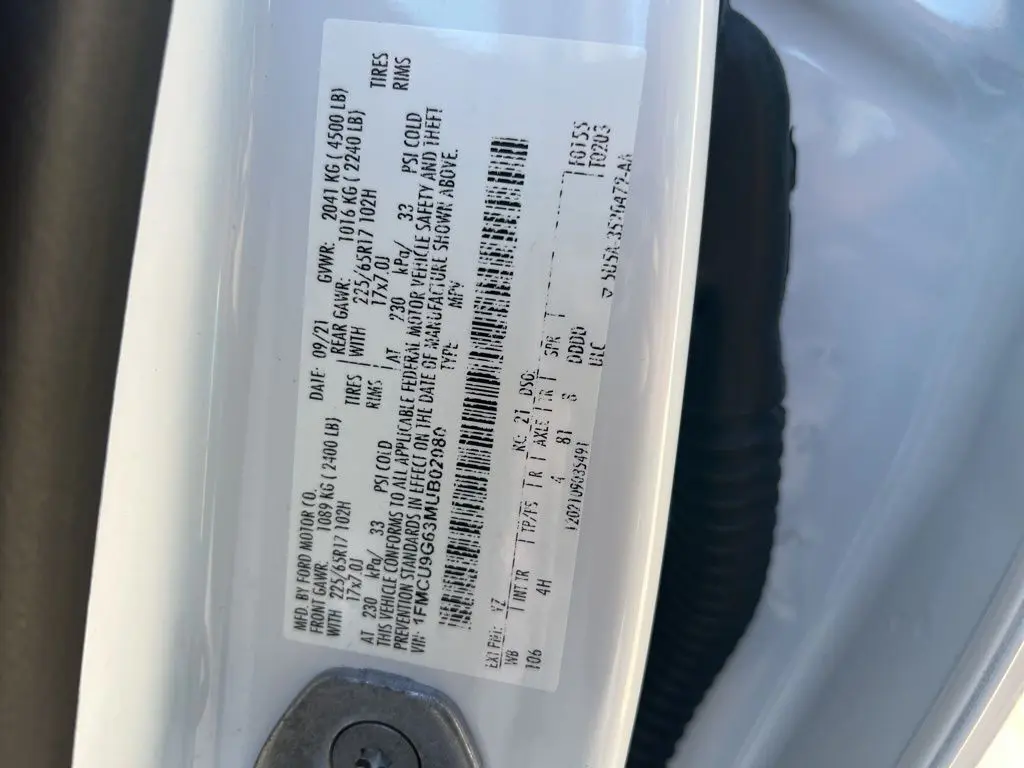 MFD. BY FORD MOTOR CO.
DATE: 09/21 GVWR: 2041 KG ( 4500 LB)
FRONT GAWR: 1089 KG ( 2400 LB)
REAR GAWR: 1016 KG ( 2240 LB)
WITH 225/65R17 102H TIRES
WITH 225/65R17 102H TIRES
17x7.0J RIMS
17x7.0J RIMS
AT 230 kPa/ 33 PSI COLD
AT 230 kPa/ 33 PSI COLD
THIS VEHICLE CONFORMS TO ALL APPLICABLE FEDERAL MOTOR VEHICLE SAFETY AND THEFT
PREVENTION STANDARDS IN EFFECT ON THE DATE OF MANUFACTURE SHOWN ABOVE.
VIN: 1FMCU9G63MUB02080
TYPE: MPV
EXT PNT: YZ KC 21 DSO:
WB INT TR TP/PS R AXLE TR SPR
106 4H 4 81 8 DDDD
ULC
T0203
1202109035491